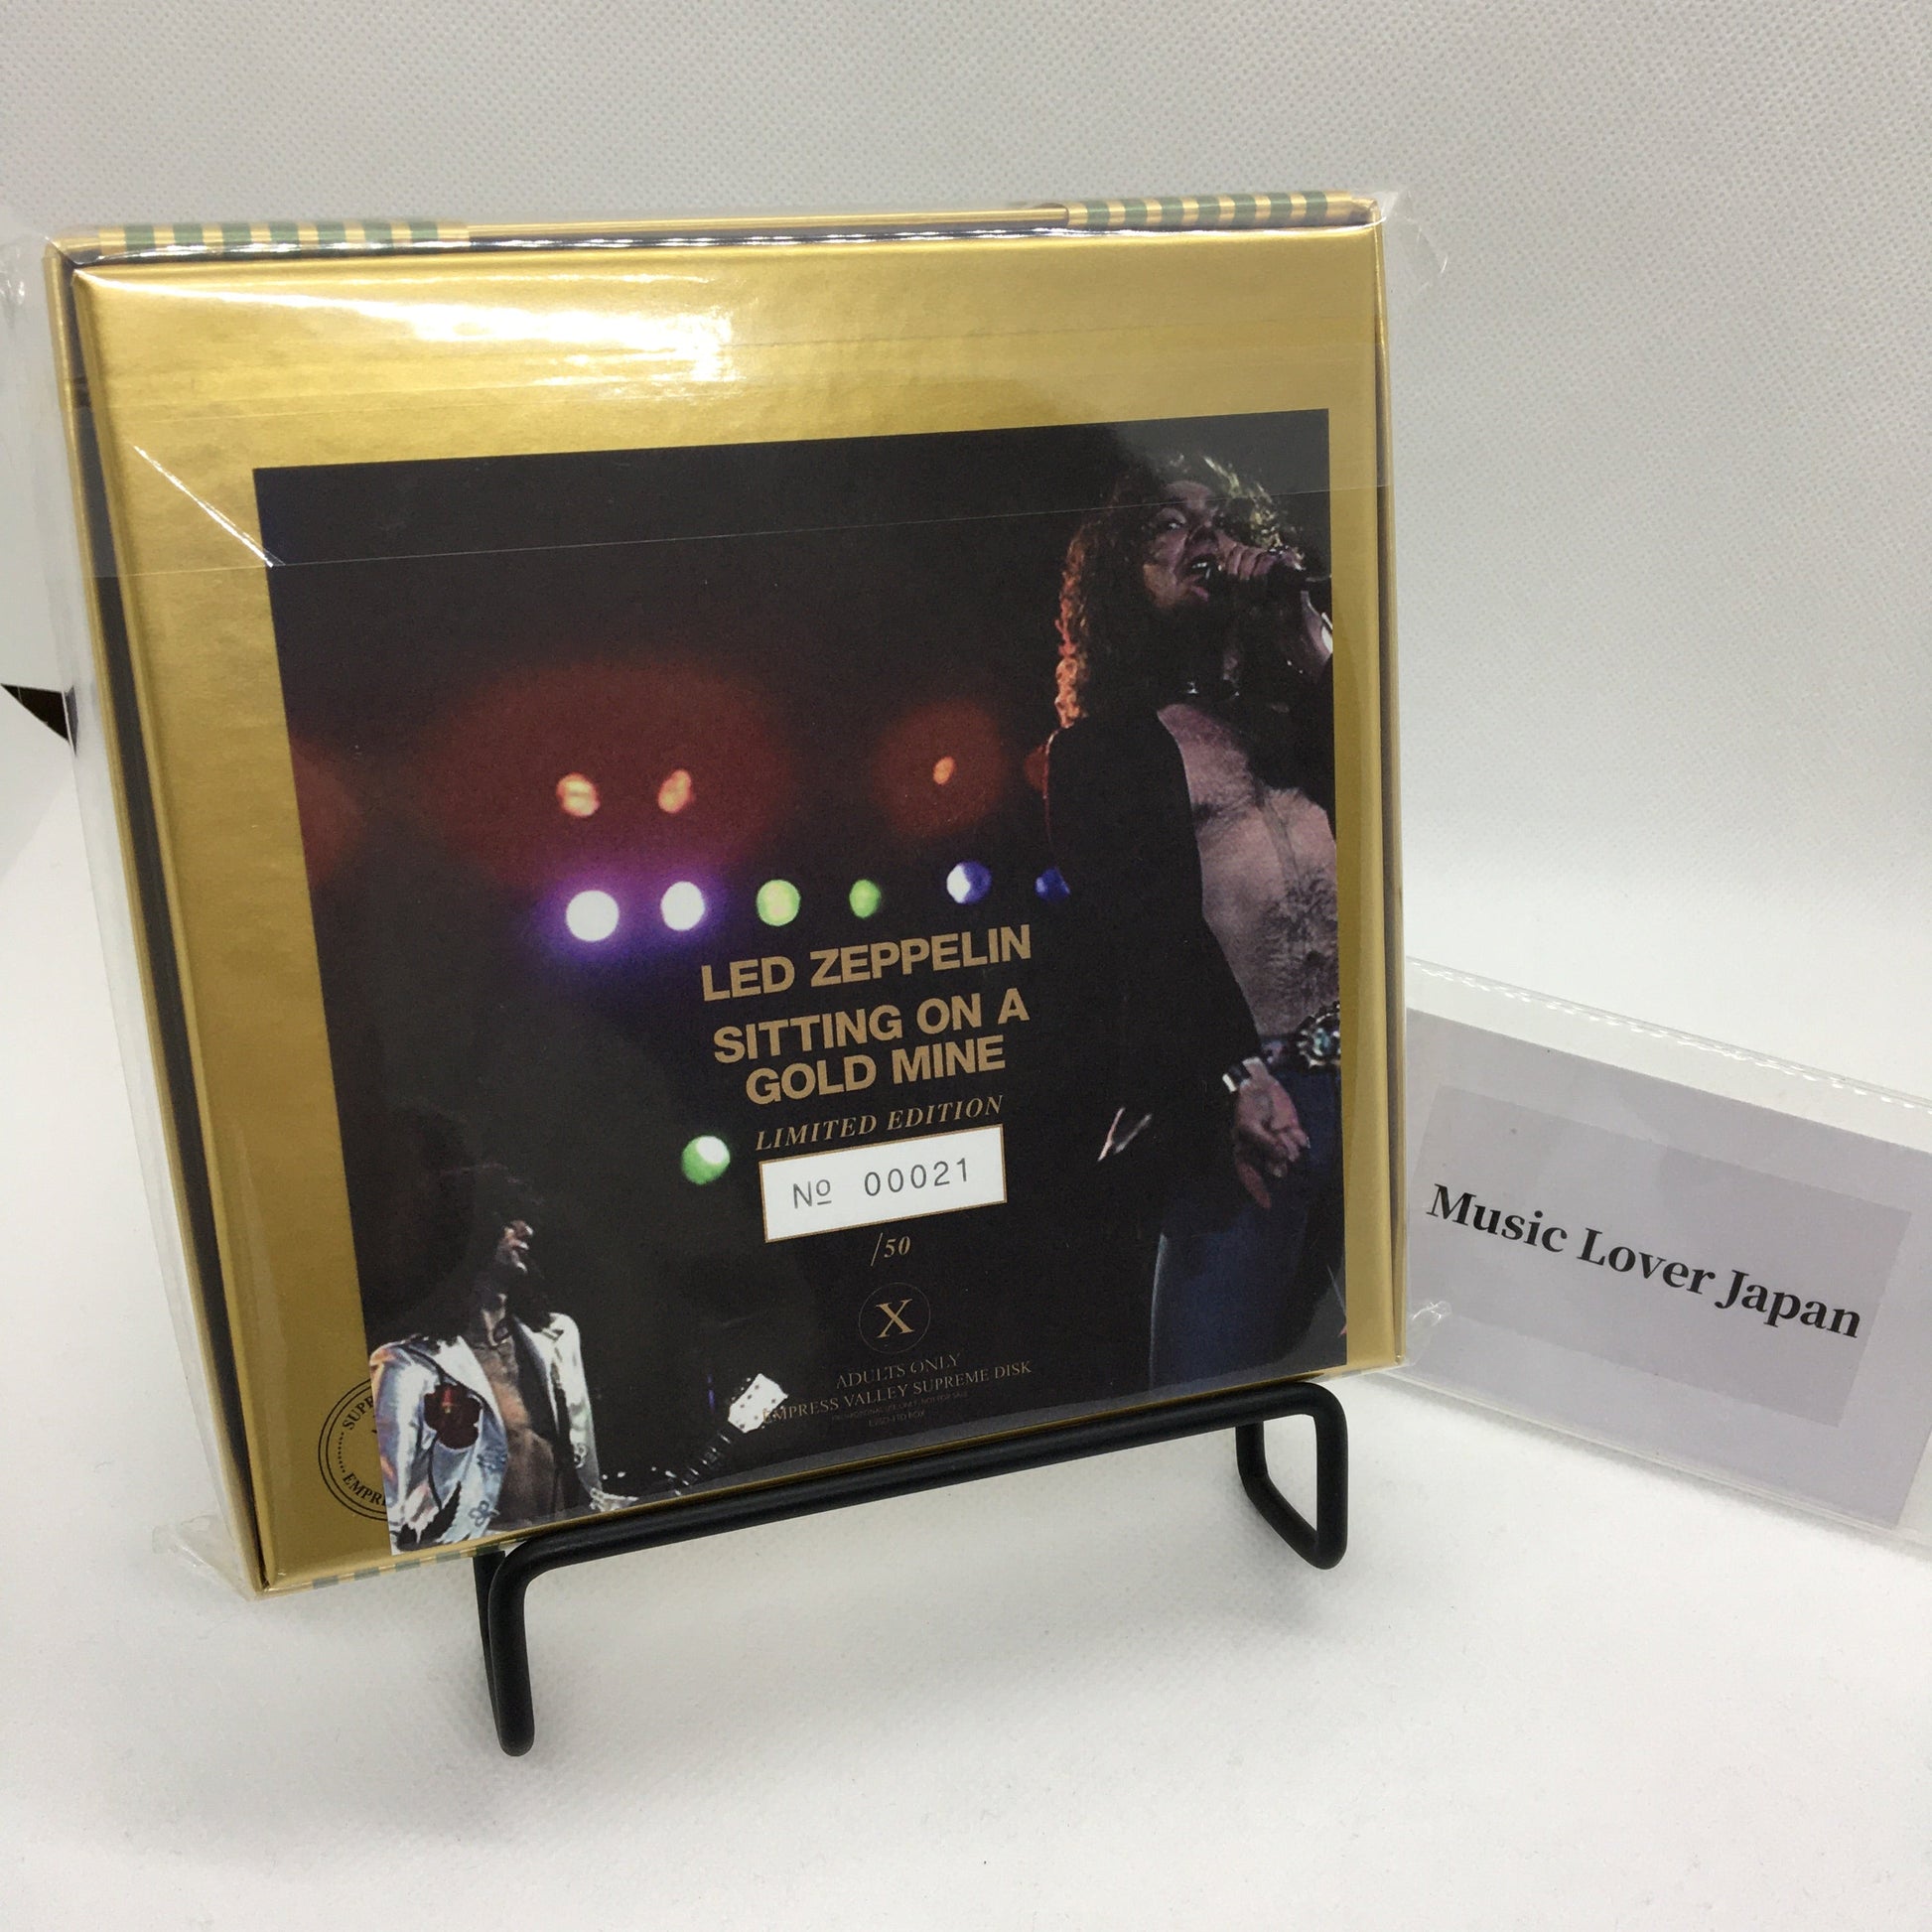 LED ZEPPELIN
SITTING ON A
GOLD MINE
LIMITED EDITION
Nº 00021
/50
X
ADULTS ONLY
EMPRESS VALLEY SUPREME DISK
Music Lover Japan